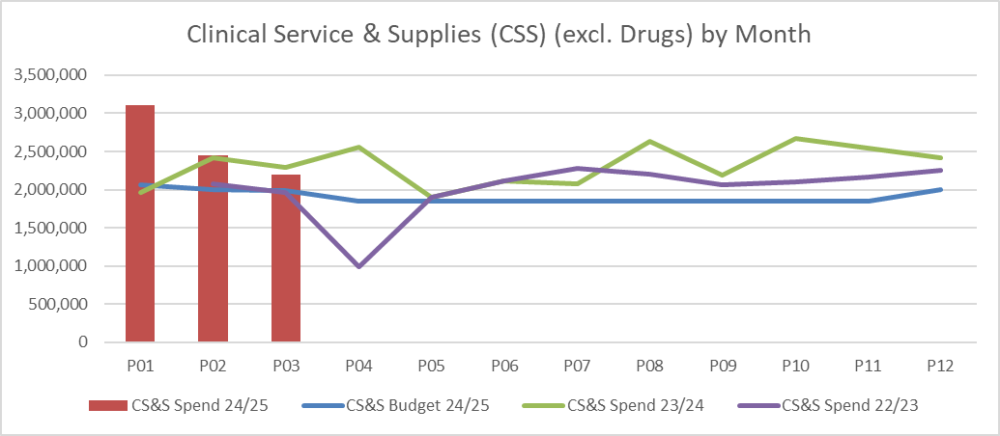 Clinical Service & Supplies (CSS) (excl. Drugs) by Month
3,500,000
3,000,000
2,500,000
2,000,000
1,500,000
1,000,000
500,000
0
P01 P02 P03 P04 P05 P06 P07 P08 P09 P10 P11 P12
CS&S Spend 24/25 CS&S Budget 24/25 CS&S Spend 23/24 CS&S Spend 22/23